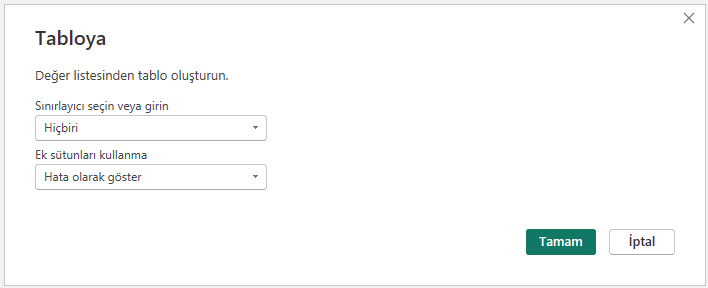 Tabloya
Değer listesinden tablo oluşturun.
Sınırlayıcı seçin veya girin
Hiçbiri
Ek sütunları kullanma
Hata olarak göster
Tamam
İptal